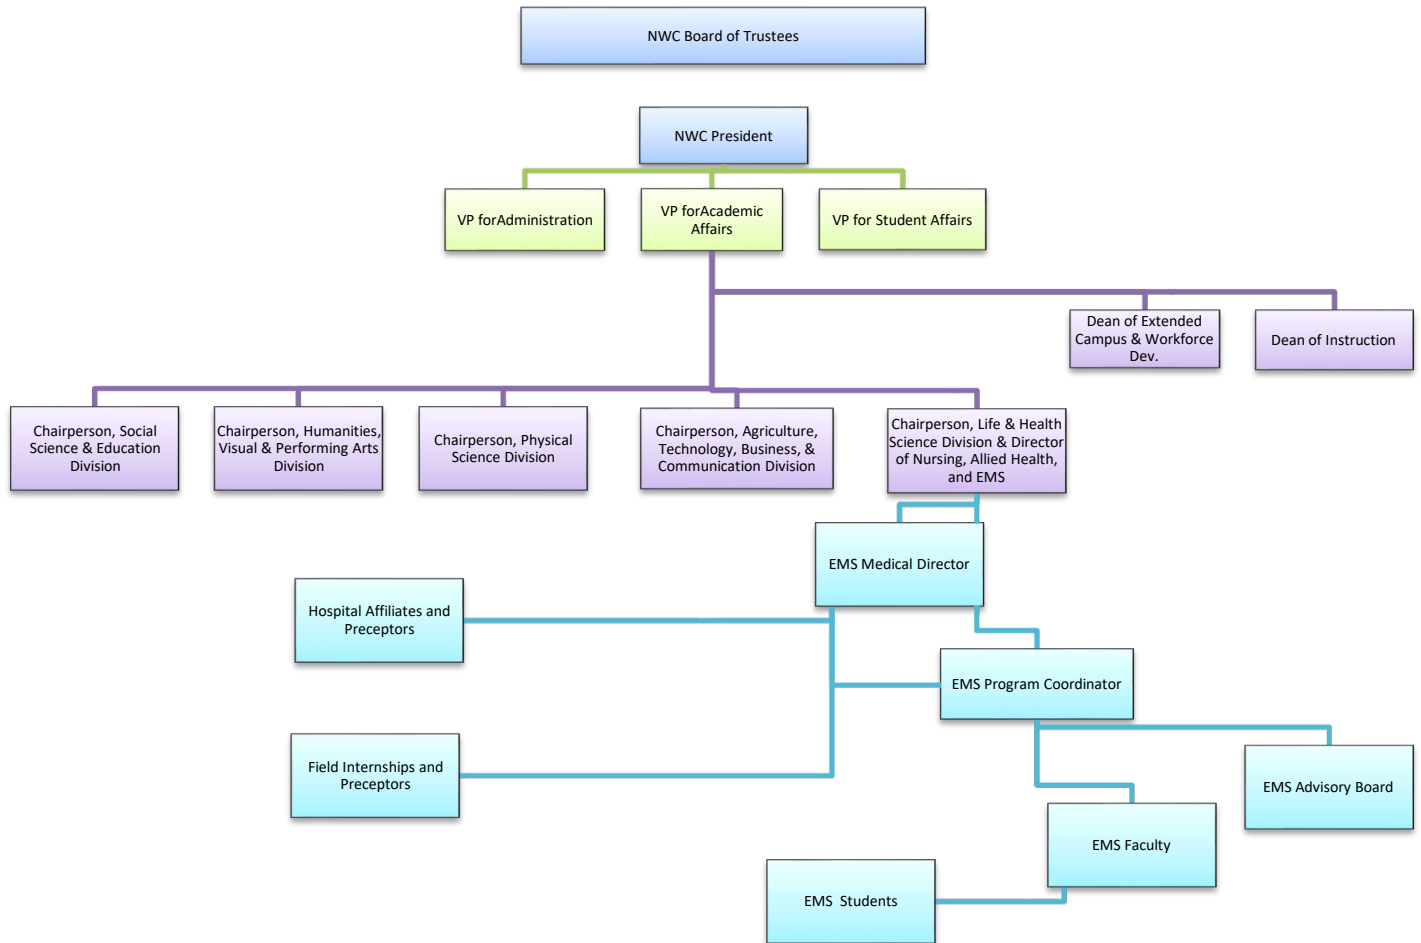 NWC Board of Trustees
NWC President
VP forAdministration
VP forAcademic
Affairs
VP for Student Affairs
Dean of Extended
Campus & Workforce
Dev.
Dean of Instruction
Chairperson, Social
Science & Education
Division
Chairperson, Humanities,
Visual & Performing Arts
Division
Chairperson, Physical
Science Division
Chairperson, Agriculture,
Technology, Business, &
Communication Division
Chairperson, Life & Health
Science Division & Director
of Nursing, Allied Health,
and EMS
EMS Medical Director
Hospital Affiliates and
Preceptors
EMS Program Coordinator
Field Internships and
Preceptors
EMS Advisory Board
EMS Faculty
EMS  Students